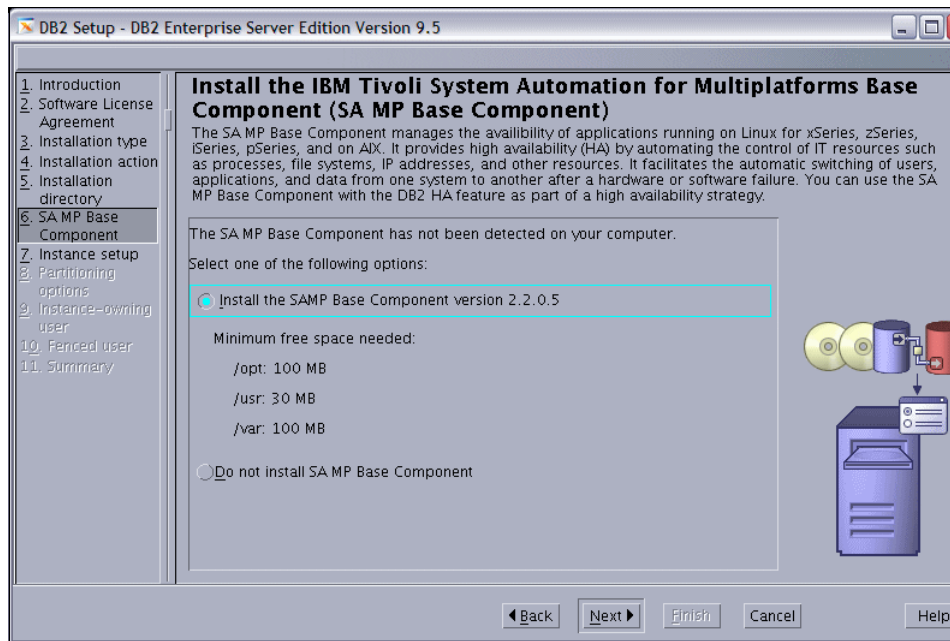 DB2 Setup - DB2 Enterprise Server Edition Version 9.5
1. Introduction
2. Software License
Agreement
3. Installation type
4. Installation action
5. Installation
directory
6. SA MP Base
Component
7. Instance setup
8. Partitioning
options
9. Instance-owning
user
10. Fenced user
11. Summary
Install the IBM Tivoli System Automation for Multiplatforms Base
Component (SA MP Base Component)
The SA MP Base Component manages the availibility of applications running on Linux for xSeries, zSeries,
iSeries, pSeries, and on AIX. It provides high availability (HA) by automating the control of IT resources such
as processes, file systems, IP addresses, and other resources. It facilitates the automatic switching of users,
applications, and data from one system to another after a hardware or software failure. You can use the SA
MP Base Component with the DB2 HA feature as part of a high availability strategy.
The SA MP Base Component has not been detected on your computer.
Select one of the following options:
Install the SAMP Base Component version 2.2.0.5
Minimum free space needed:
/opt: 100 MB
/usr: 30 MB
/var: 100 MB
Do not install SA MP Base Component
Back
Next
Finish
Cancel
Help